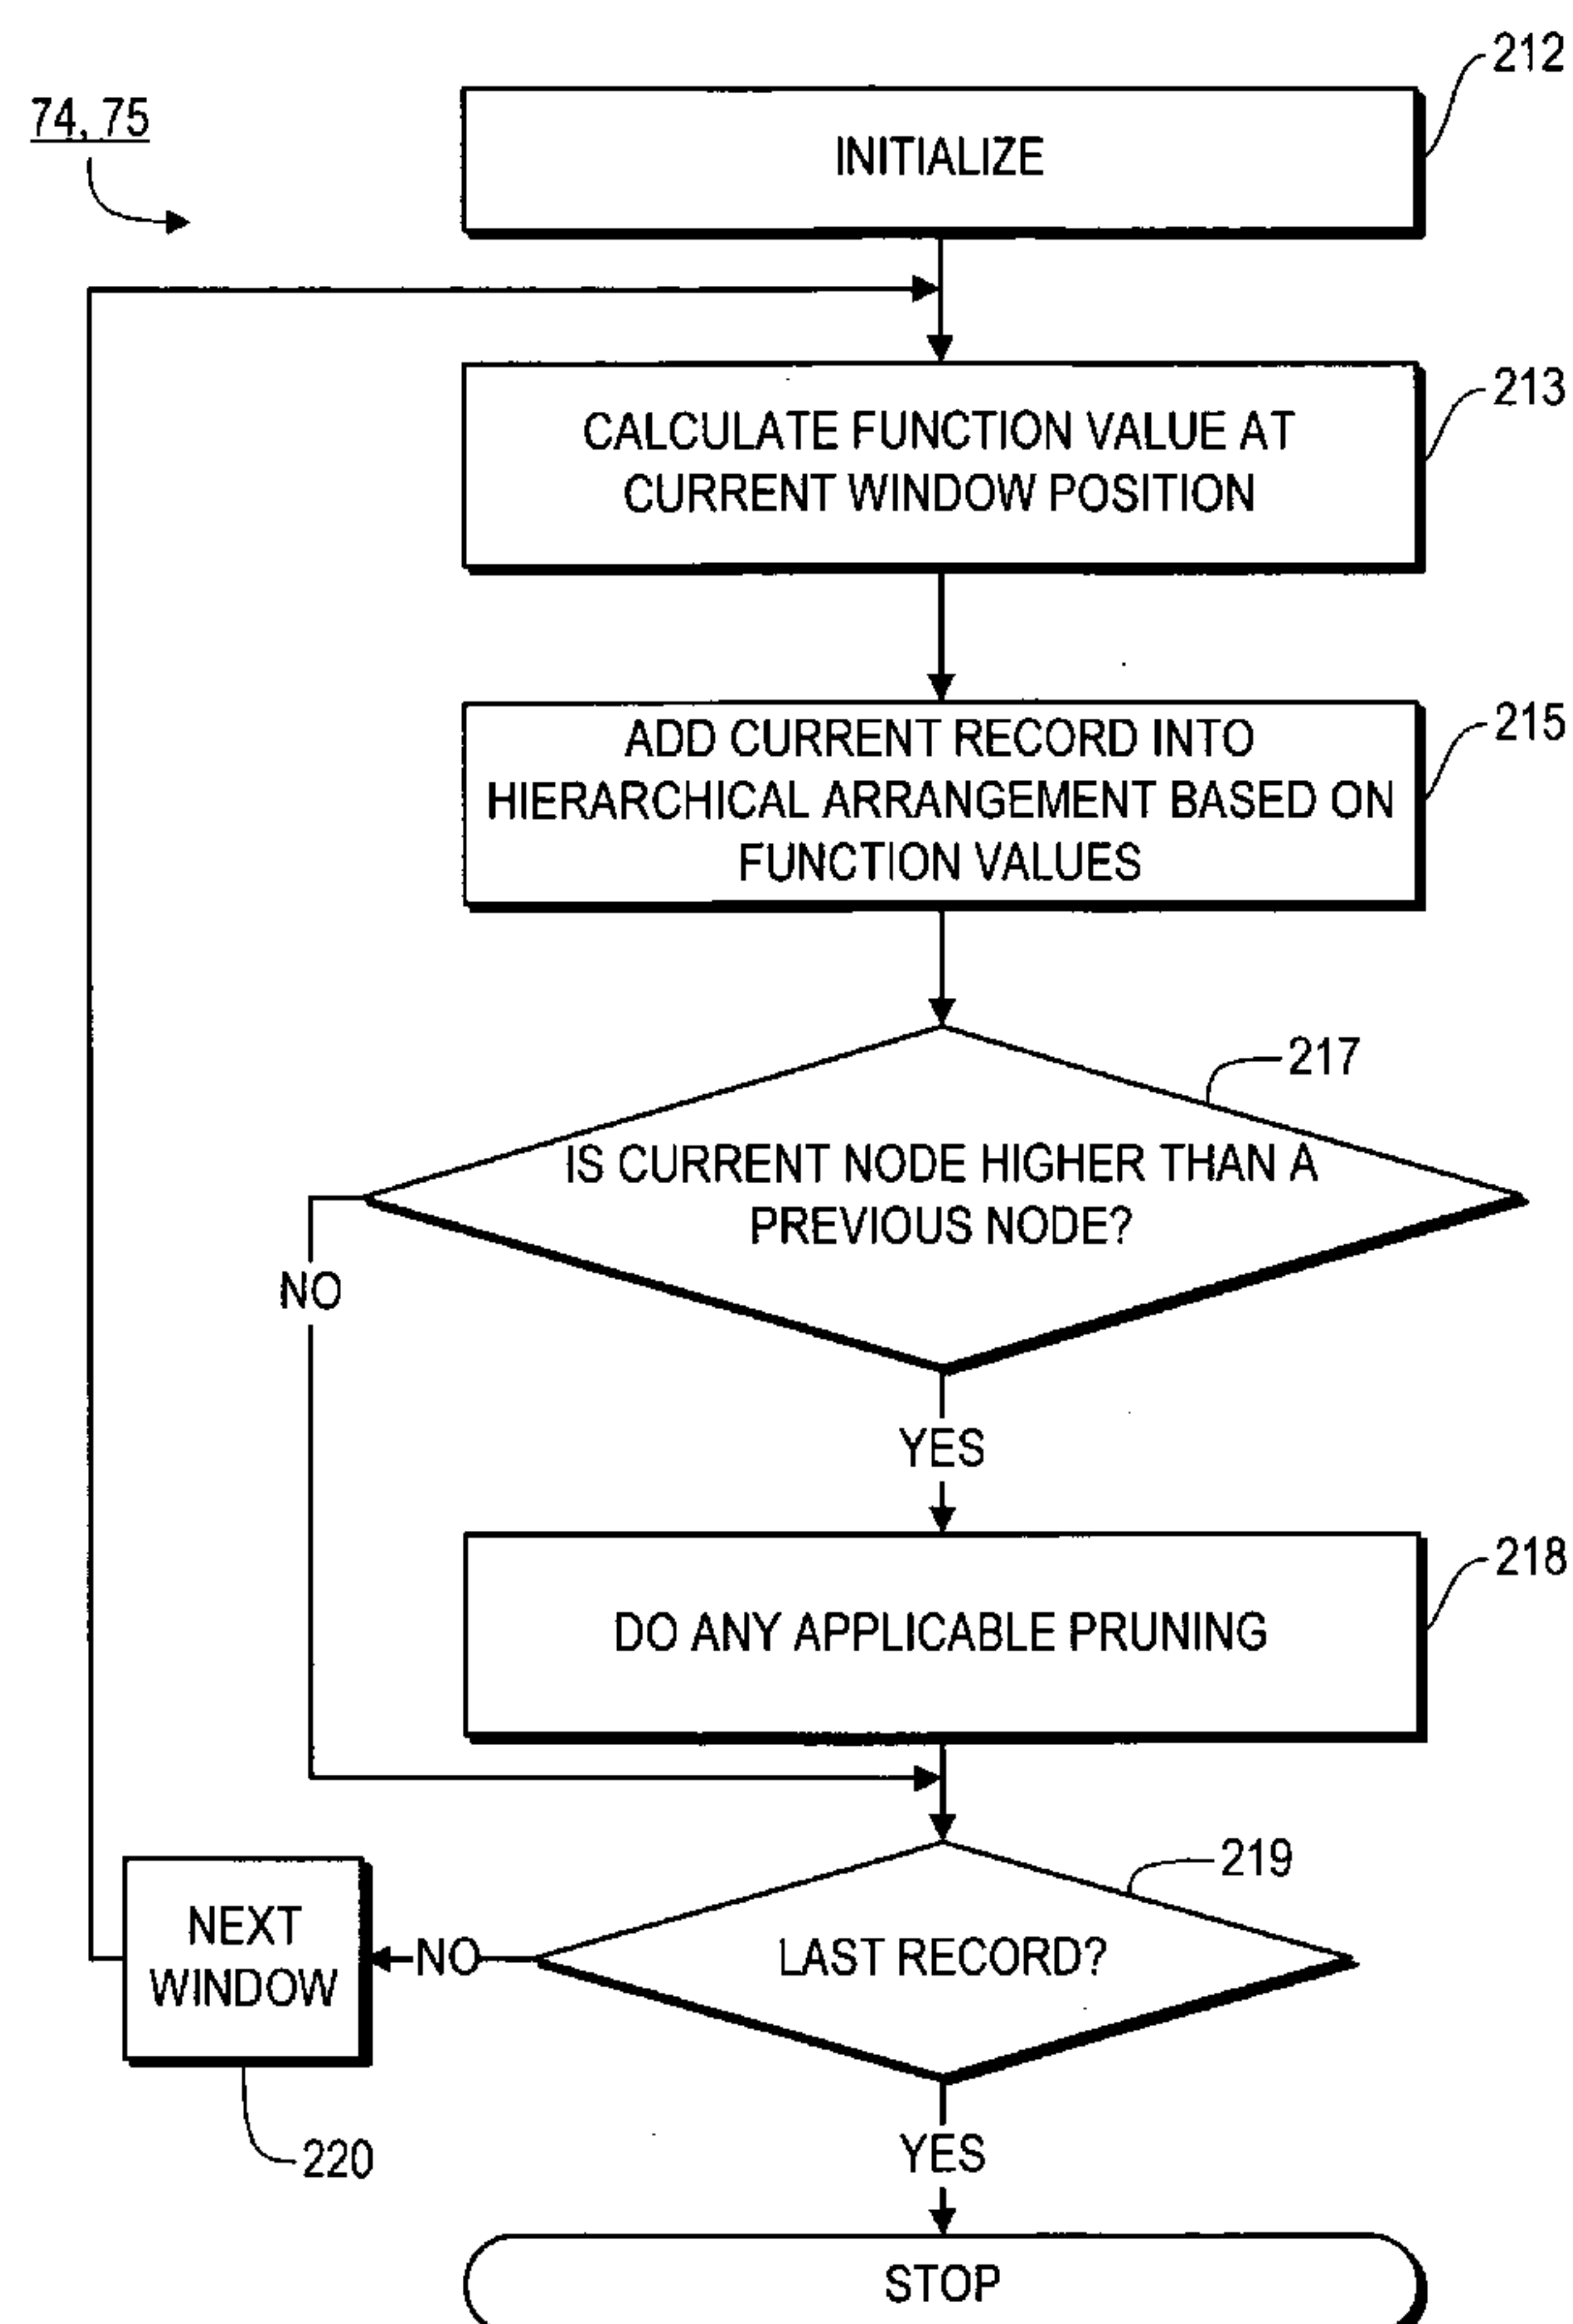 212
74, 75
INITIALIZE
213
CALCULATE FUNCTION VALUE AT
CURRENT WINDOW POSITION
215
ADD CURRENT RECORD INTO
HIERARCHICAL ARRANGEMENT BASED ON
FUNCTION VALUES
217
IS CURRENT NODE HIGHER THAN A
PREVIOUS NODE?
NO
YES
218
DO ANY APPLICABLE PRUNING
219
LAST RECORD?
NO
NEXT
WINDOW
220
YES
STOP